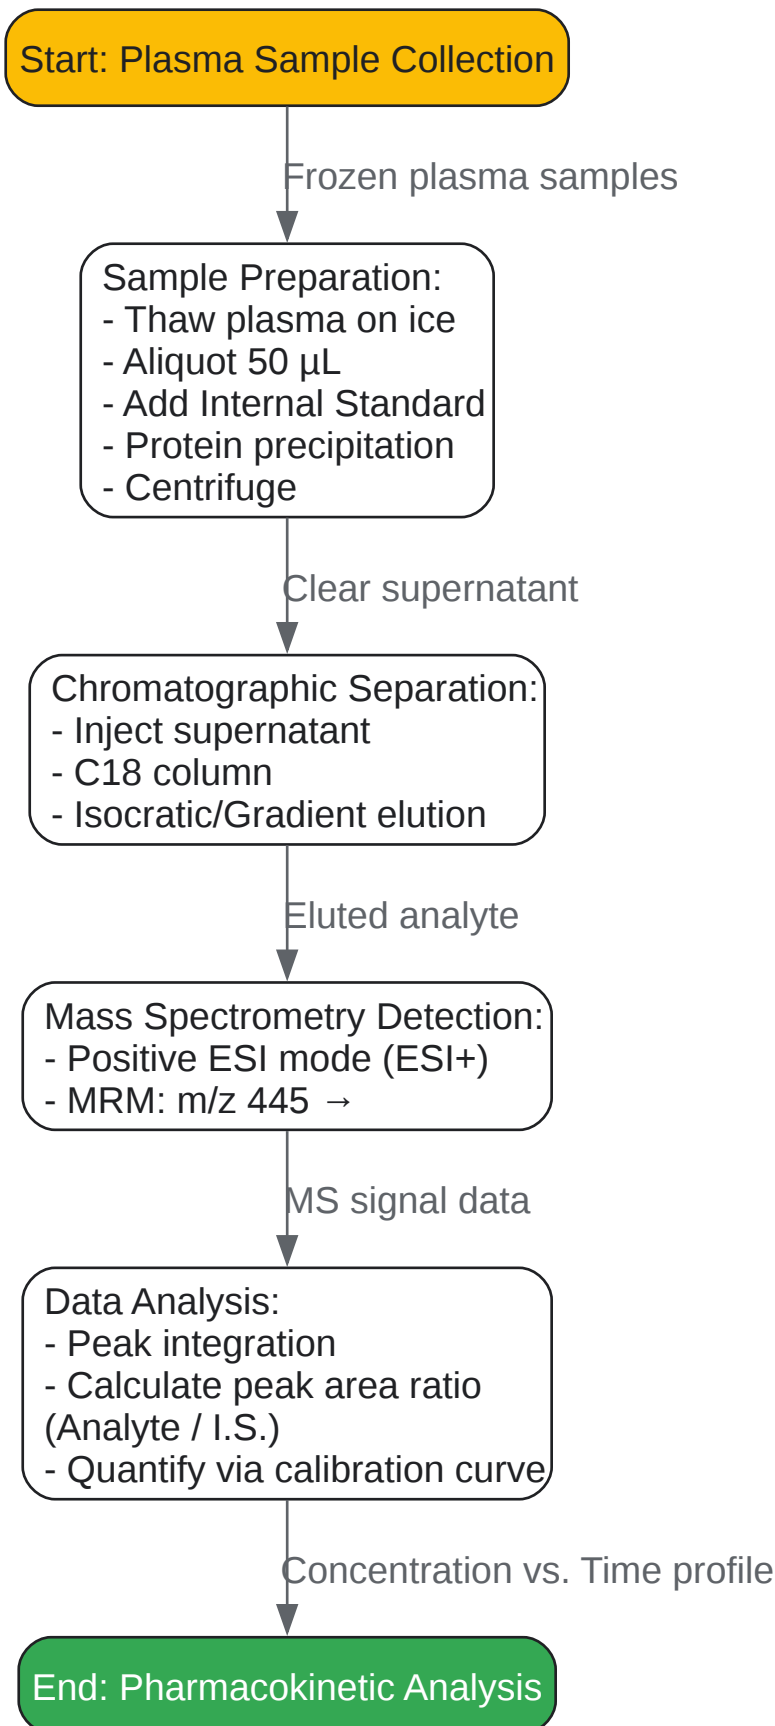 Start: Plasma Sample Collection
Frozen plasma samples
Sample Preparation:
- Thaw plasma on ice
- Aliquot 50 µL
- Add Internal Standard
- Protein precipitation
- Centrifuge
Clear supernatant
Chromatographic Separation:
- Inject supernatant
- C18 column
- Isocratic/Gradient elution
Eluted analyte
Mass Spectrometry Detection:
- Positive ESI mode (ESI+)
- MRM: m/z 445 →
MS signal data
Data Analysis:
- Peak integration
- Calculate peak area ratio
(Analyte / I.S.)
- Quantify via calibration curve
Concentration vs. Time profile
End: Pharmacokinetic Analysis